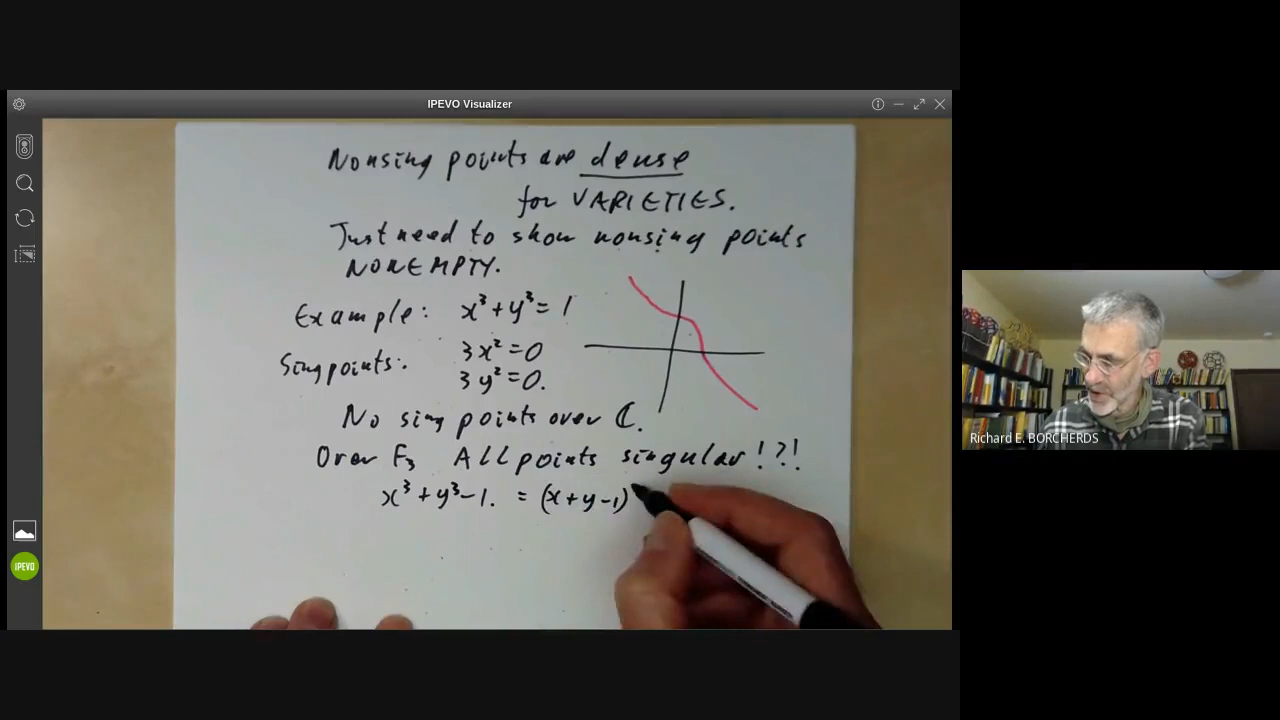 IPEVO Visualizer
Nonsing points are dense
for VARIETIES.
Just need to show nonsing points
NONEMPTY.
Example: x³+y³=1
Sing points: 3x²=0
3y²=0.
No sing points over ℂ.
Over F₃ All points singular!?!
x³+y³-1. = (x+y-1)
IPEVO
Richard E. BORCHERDS